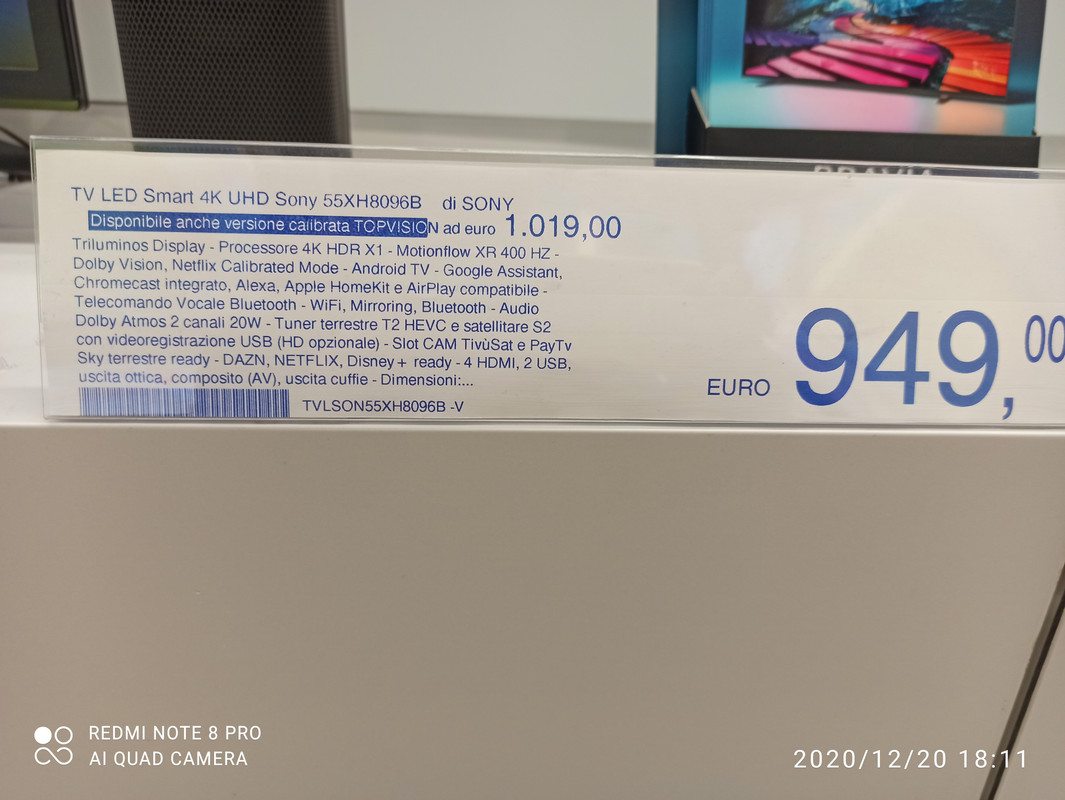 BRAVIA
TV LED Smart 4K UHD Sony 55XH8096B di SONY
Disponibile anche versione calibrata TOPVISION ad euro 1.019,00
Triluminos Display - Processore 4K HDR X1 - Motionflow XR 400 HZ -
Dolby Vision, Netflix Calibrated Mode - Android TV - Google Assistant,
Chromecast integrato, Alexa, Apple HomeKit e AirPlay compatibile -
Telecomando Vocale Bluetooth - WiFi, Mirroring, Bluetooth - Audio
Dolby Atmos 2 canali 20W - Tuner terrestre T2 HEVC e satellitare S2
con videoregistrazione USB (HD opzionale) - Slot CAM TivùSat e PayTv
Sky terrestre ready - DAZN, NETFLIX, Disney+ ready - 4 HDMI, 2 USB,
uscita ottica, composito (AV), uscita cuffie - Dimensioni:...
TVLSON55XH8096B -V
EURO 949,00
REDMI NOTE 8 PRO
AI QUAD CAMERA
2020/12/20 18:11